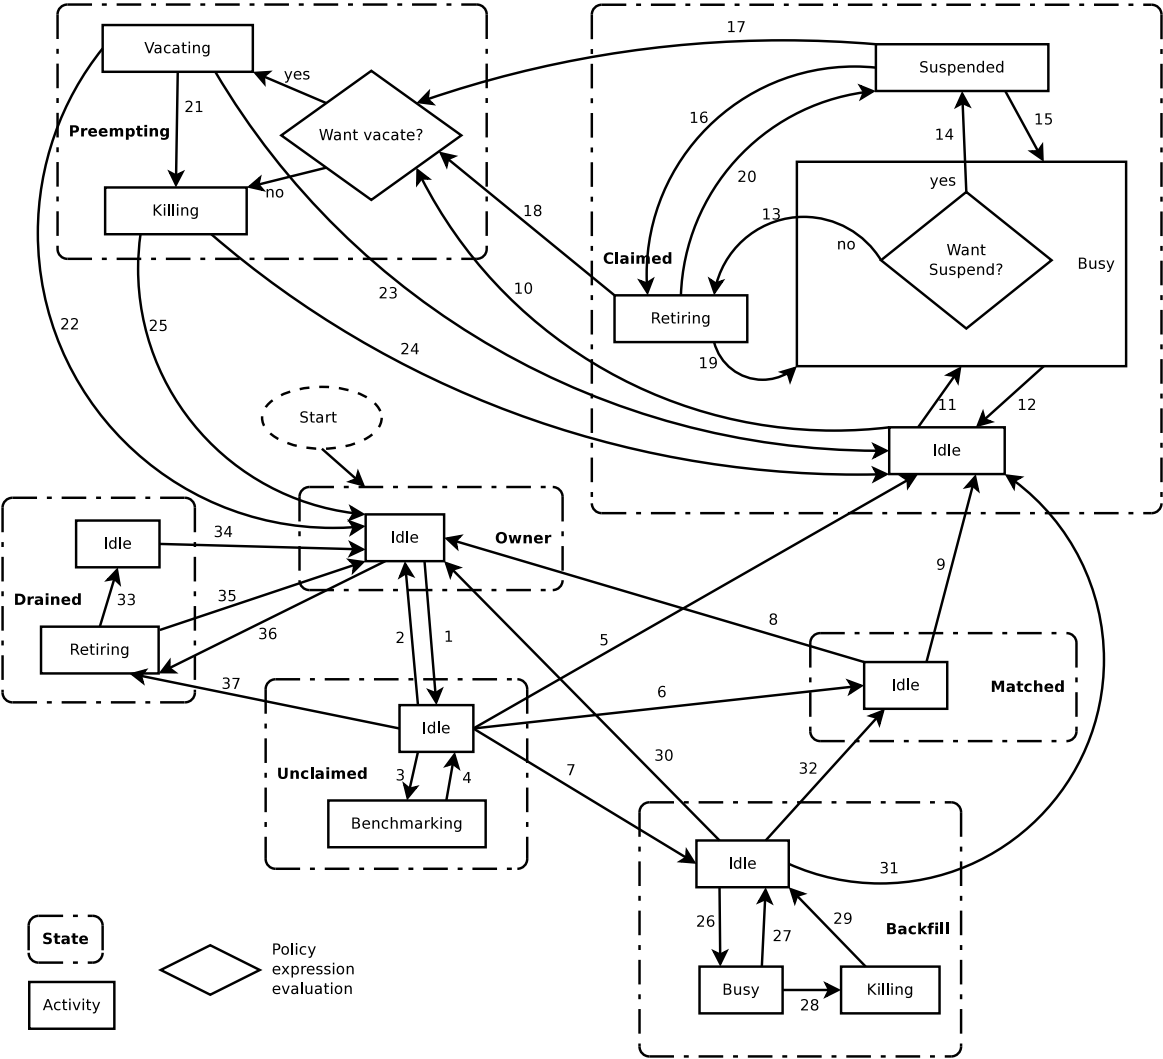 Vacating
yes
21
Preempting
Want vacate?
no
Killing
17
Suspended
16
15
14
20
yes
13
no
Want
Suspend?
Busy
18
Claimed
Retiring
19
10
23
22
25
24
11
12
Idle
Start
Idle
Owner
34
Idle
33
Drained
35
Retiring
36
37
2
1
5
8
9
6
Idle
Matched
Idle
3
Unclaimed
4
Benchmarking
7
30
32
Idle
31
26
27
29
Backfill
Busy
28
Killing
State
Activity
Policy
expression
evaluation